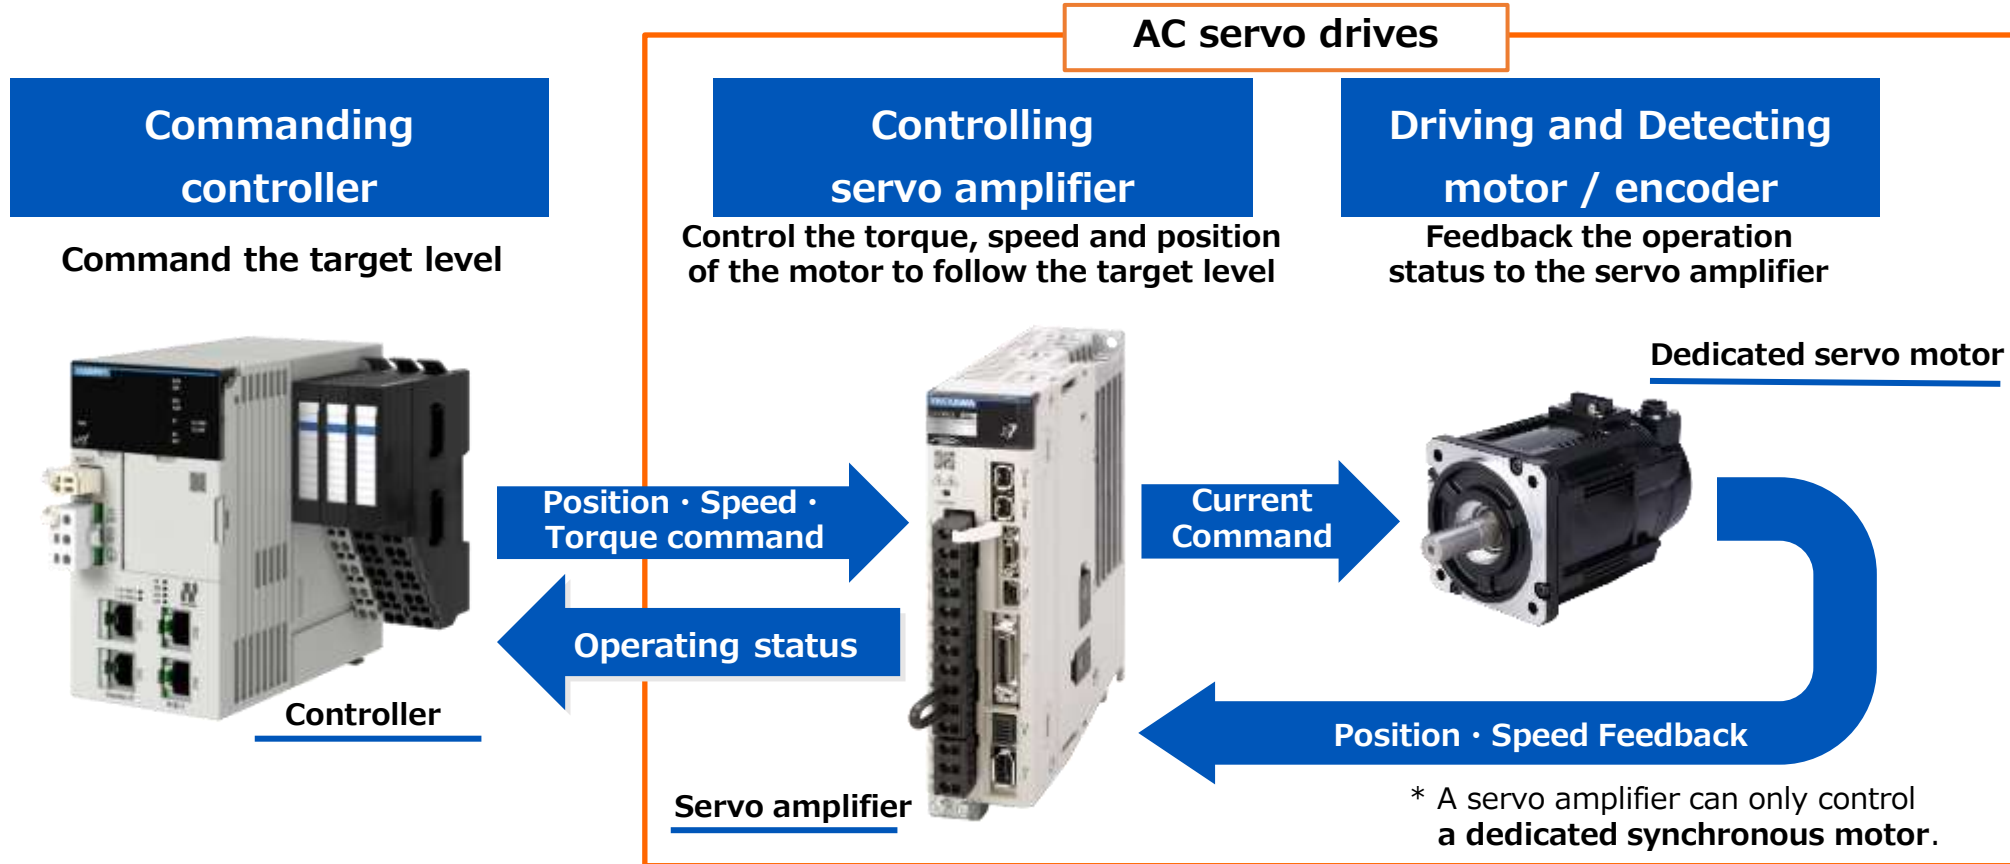 AC servo drives
Commanding
controller
Command the target level
Controlling
servo amplifier
Control the torque, speed and position
of the motor to follow the target level
Driving and Detecting
motor / encoder
Feedback the operation
status to the servo amplifier
Dedicated servo motor
YASKAWA
Position・Speed・
Torque command
Current
Command
Operating status
Controller
Position・Speed Feedback
Servo amplifier
* A servo amplifier can only control
a dedicated synchronous motor.